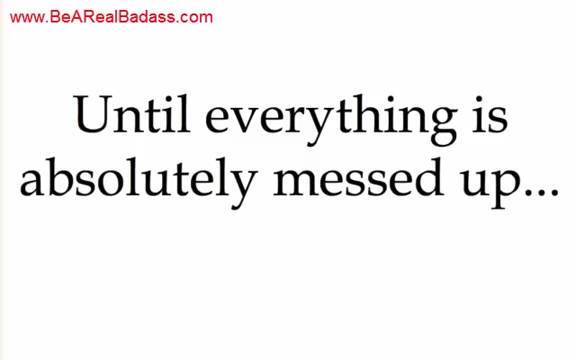 www.BeARealBadass.com
Until everything is
absolutely messed up...